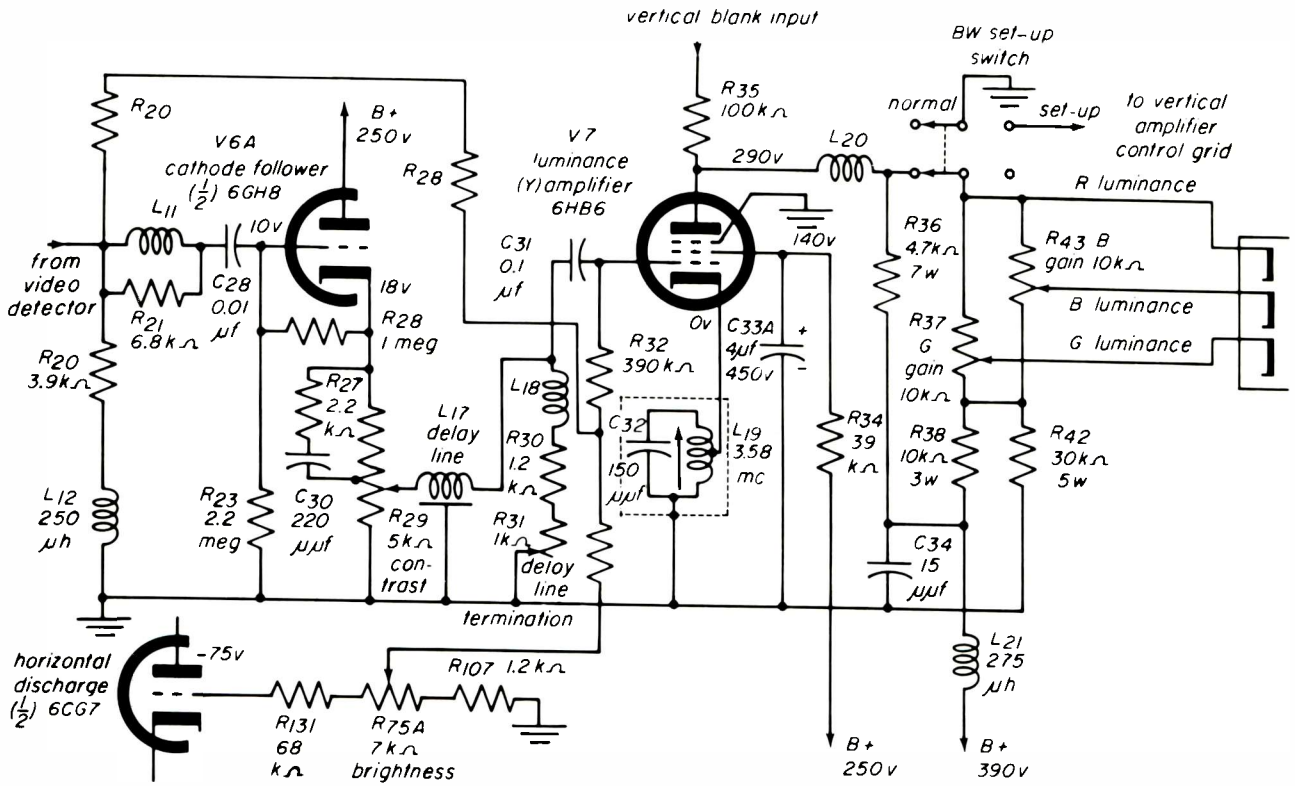 vertical blank input
BW set-up
switch
R35
100kΩ
normal
set-up
to vertical
amplifier
control grid
R20
B+
250v
V6A
cathode follower
(1/2) 6GH8
R28
V7
luminance
(Y) amplifier
6HB6
290v
L20
R luminance
L11
10v
C31
0.1
μf
140v
R36
4.7kΩ
7w
R43 B
gain 10kΩ
from
video
detector
C28
0.01
μf
18v
B luminance
R21
6.8kΩ
R28
1 meg
0v
C33A
4μf
450v
+
-
R37
G
gain
10kΩ
G luminance
R20
3.9kΩ
R32
390kΩ
R27
2.2
kΩ
L17
delay
line
L18
C32
150
μμf
L19
3.58
mc
R34
39
kΩ
R38
10kΩ
3w
R42
30kΩ
5w
R30
1.2
kΩ
L12
250
μh
R23
2.2
meg
C30
220
μμf
R29
5kΩ
con-
trast
R31
1kΩ
deloy
line
termination
C34
15
μμf
horizontal
discharge
(1/2) 6CG7
-75v
R107 1.2kΩ
L21
275
μh
R131
68
kΩ
R75A
7kΩ
brightness
B+
250v
B+
390v